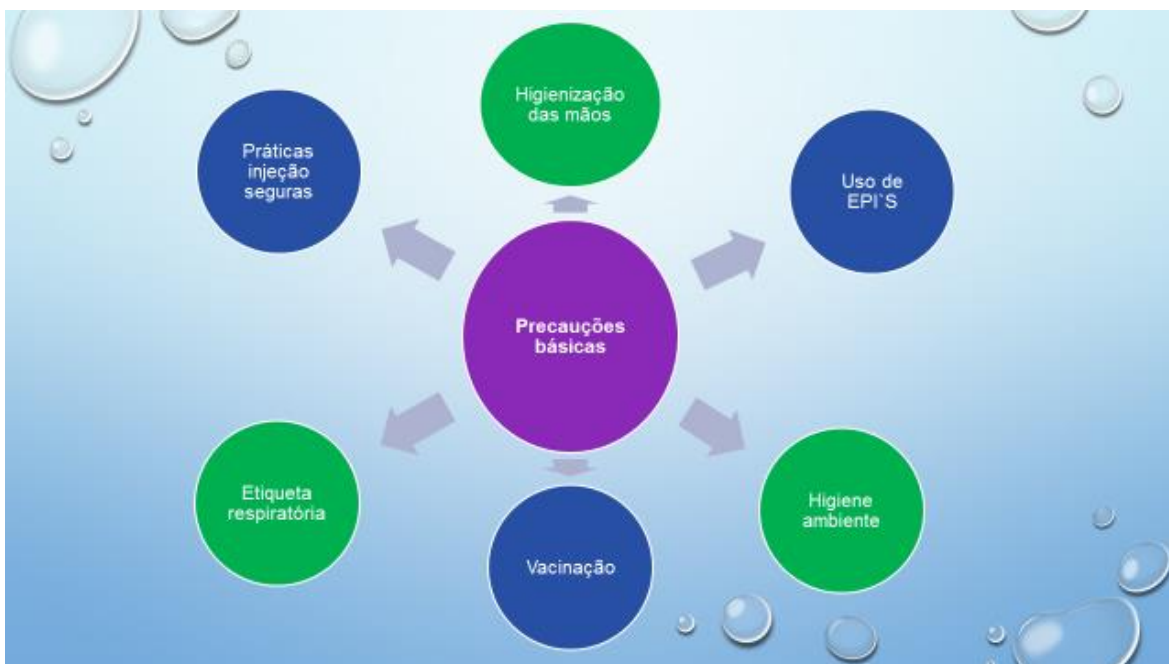 Higienização
das mãos
Práticas
injeção
seguras
Uso de
EPI`S
Precauções
básicas
Etiqueta
respiratória
Higiene
ambiente
Vacinação